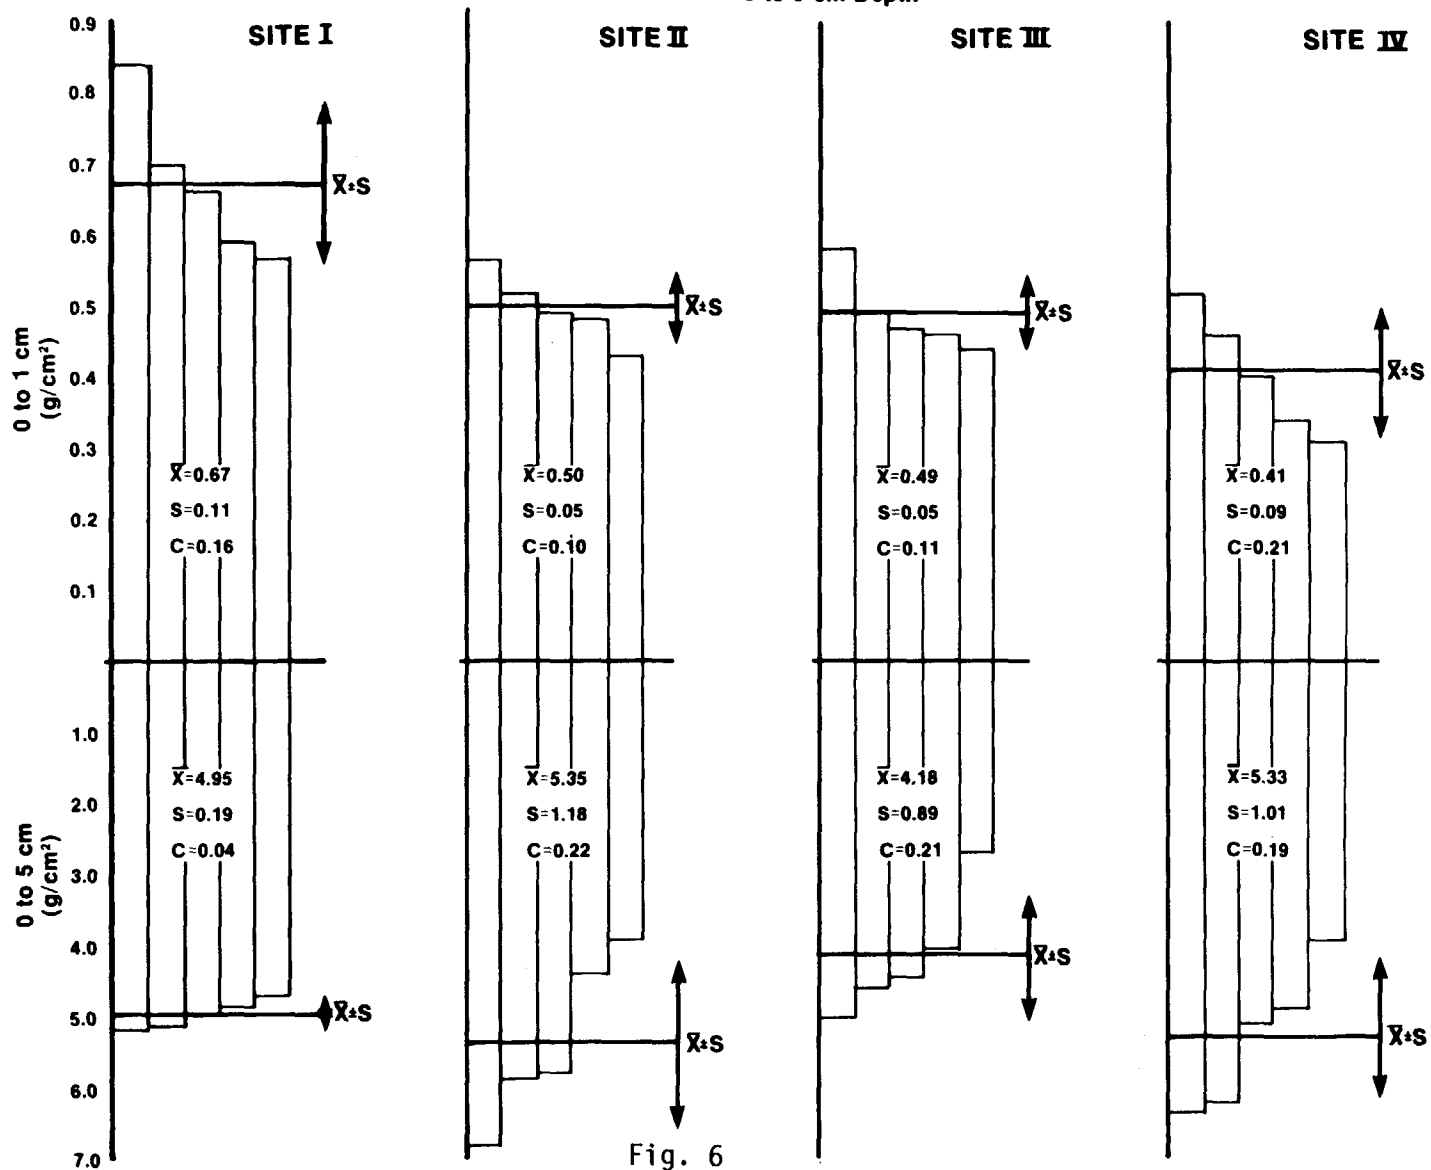 SITE I
SITE II
SITE III
SITE IV
0.9
0.8
0.7
0.6
0.5
0.4
0.3
0.2
0.1
0 to 1 cm
(g/cm²)
1.0
2.0
3.0
4.0
5.0
6.0
7.0
0 to 5 cm
(g/cm²)
X̄±S
X̄=0.67
S=0.11
C=0.16
X̄=4.95
S=0.19
C=0.04
X̄±S
X̄±S
X̄=0.50
S=0.05
C=0.10
X̄=5.35
S=1.18
C=0.22
X̄±S
X̄±S
X̄=0.49
S=0.05
C=0.11
X̄=4.18
S=0.89
C=0.21
X̄±S
X̄±S
X̄=0.41
S=0.09
C=0.21
X̄=5.33
S=1.01
C=0.19
X̄±S
Fig. 6